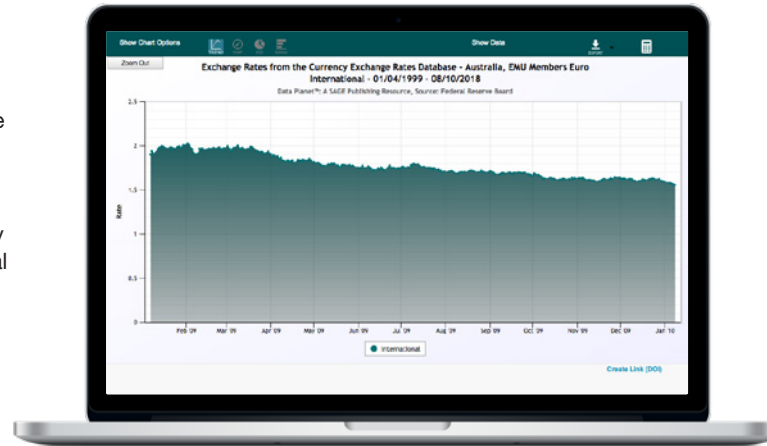 e
y
al
Show Chart Options
TREND
Show Data
EXPORT
Zoom Out
Exchange Rates from the Currency Exchange Rates Database - Australia, EMU Members Euro
International - 01/04/1999 - 08/10/2018
Data Planet™: A SAGE Publishing Resource, Source: Federal Reserve Board
2.5
2
1.5
1
0.5
0
Rate
Feb '09 Mar '09 Apr '09 May '09 Jun '09 Jul '09 Aug '09 Sep '09 Oct '09 Nov '09 Dec '09 Jan '10
International
Create Link (DOI)